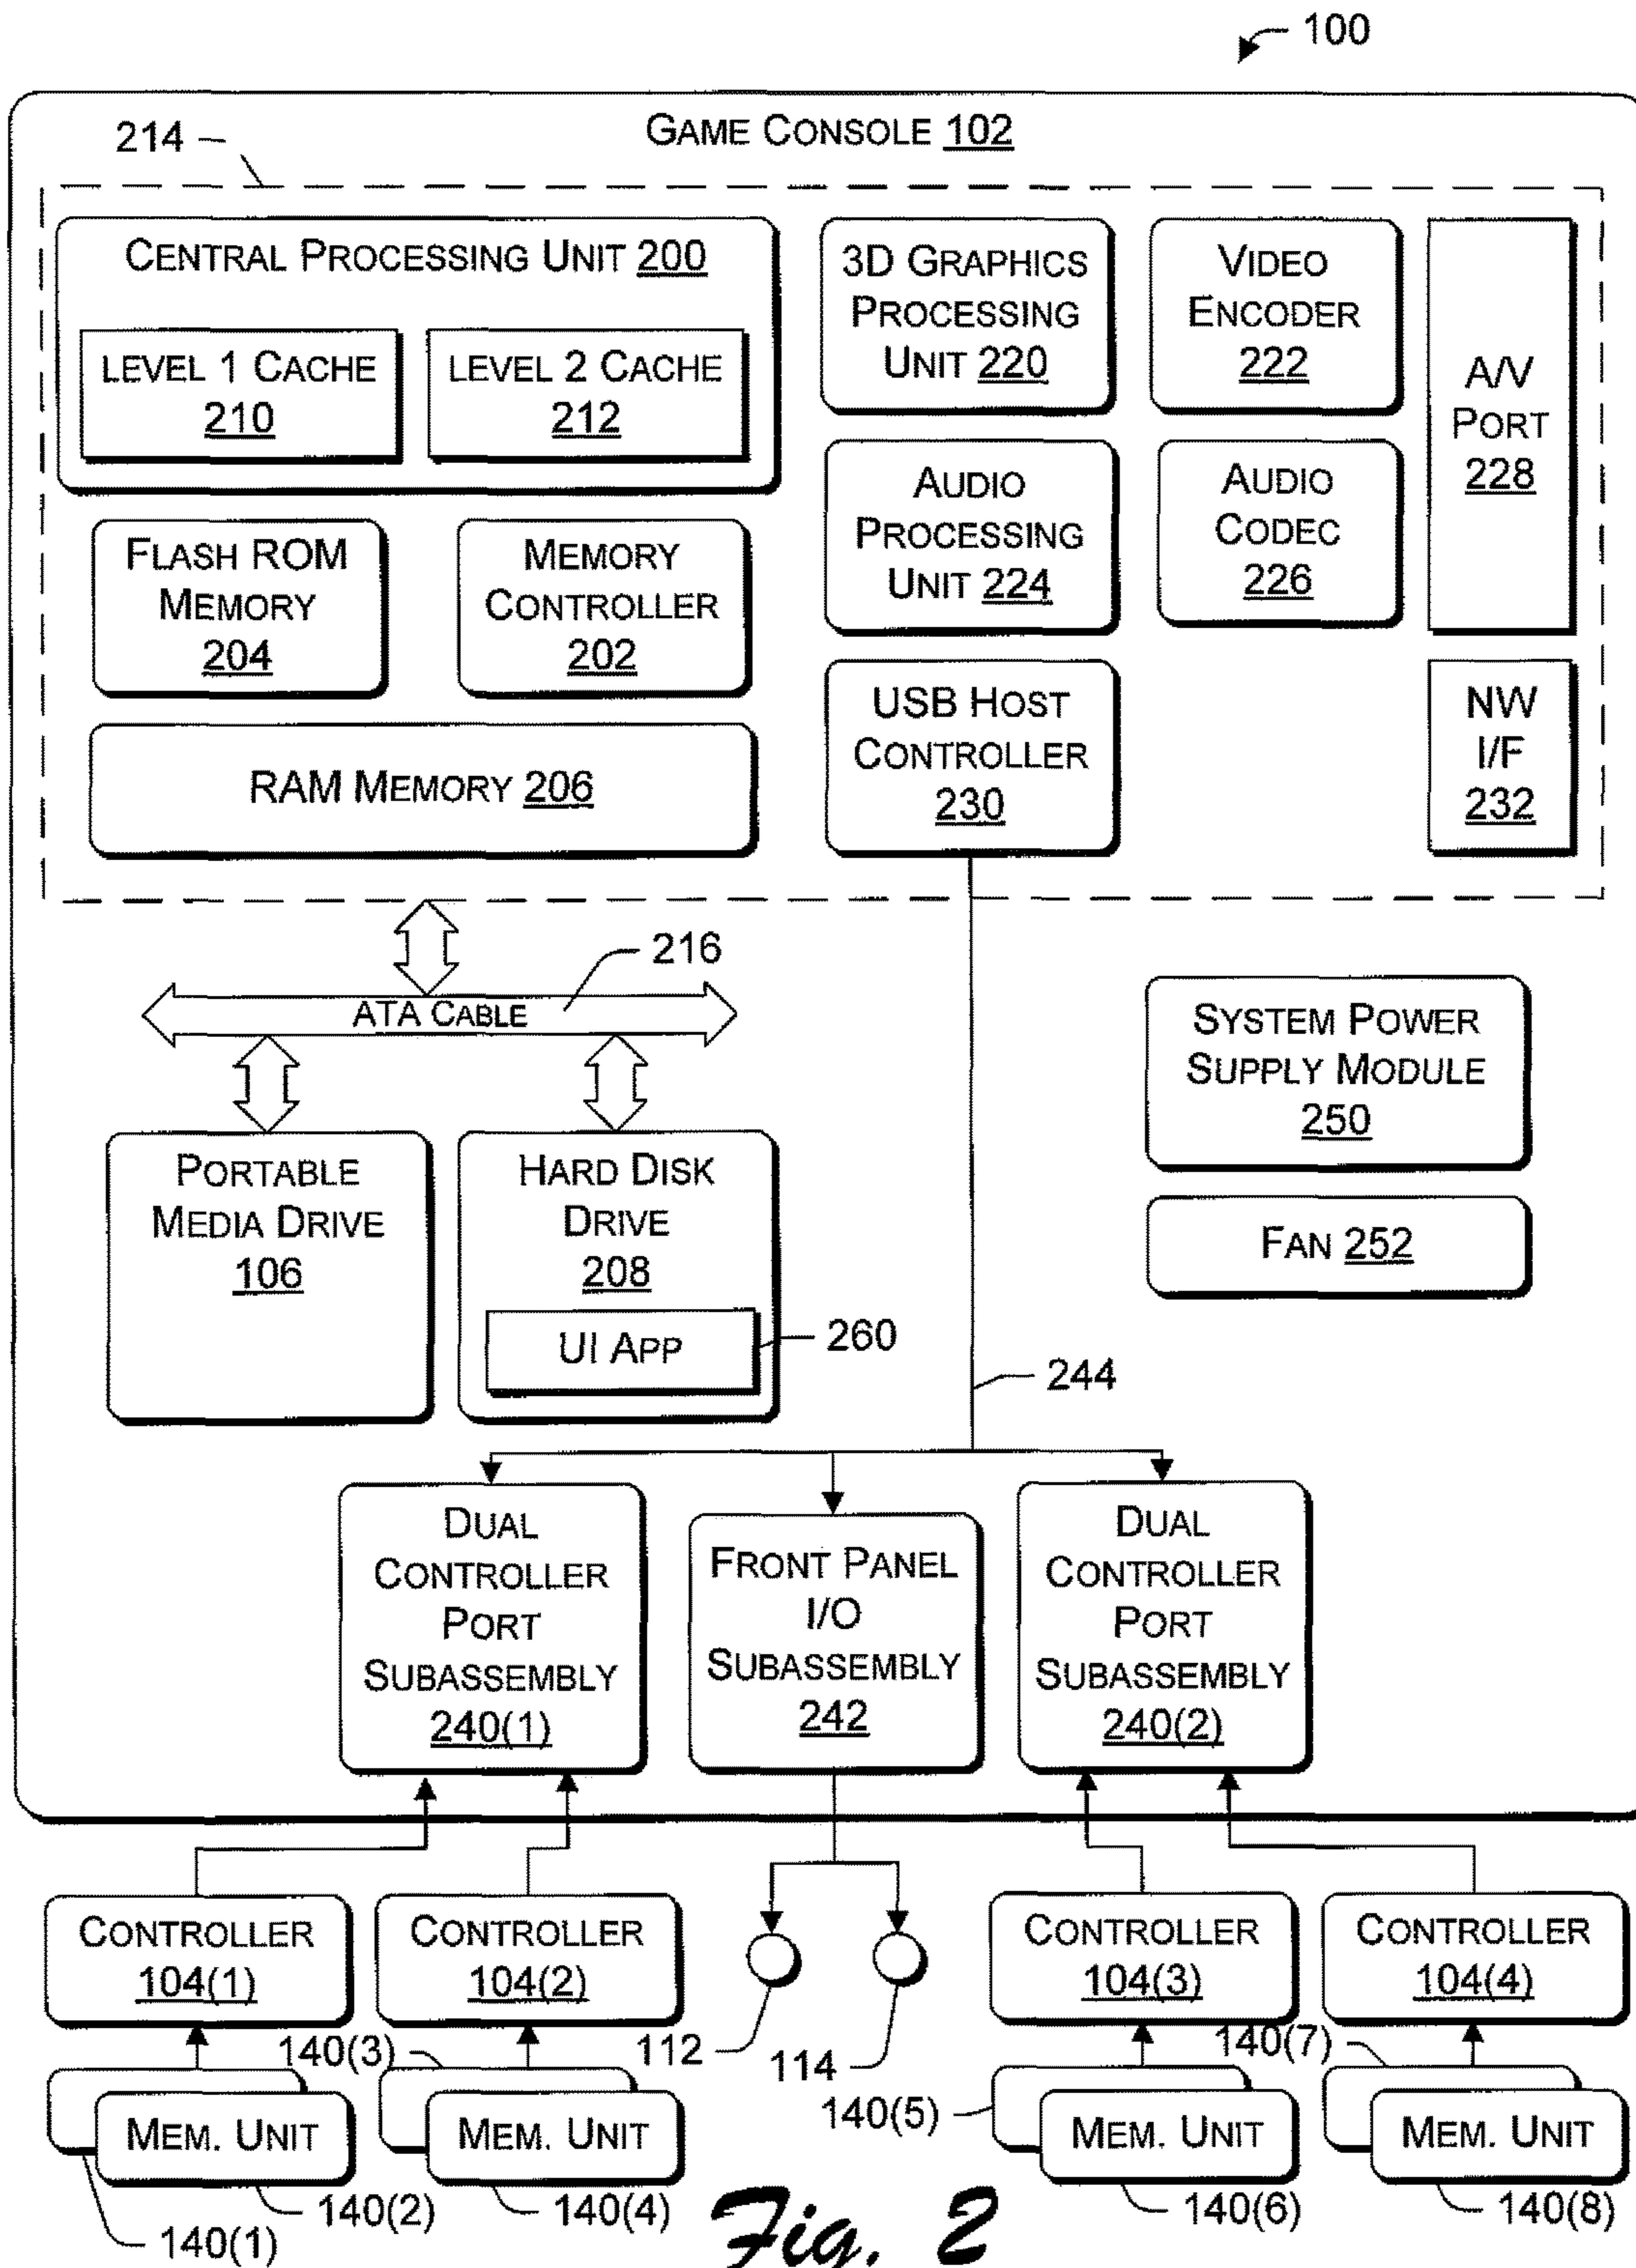 100
GAME CONSOLE 102
214
CENTRAL PROCESSING UNIT 200
LEVEL 1 CACHE
210
LEVEL 2 CACHE
212
3D GRAPHICS
PROCESSING
UNIT 220
VIDEO
ENCODER
222
A/V
PORT
228
FLASH ROM
MEMORY
204
MEMORY
CONTROLLER
202
AUDIO
PROCESSING
UNIT 224
AUDIO
CODEC
226
RAM MEMORY 206
USB HOST
CONTROLLER
230
NW
I/F
232
216
ATA CABLE
SYSTEM POWER
SUPPLY MODULE
250
PORTABLE
MEDIA DRIVE
106
HARD DISK
DRIVE
208
UI APP
260
FAN 252
244
DUAL
CONTROLLER
PORT
SUBASSEMBLY
240(1)
FRONT PANEL
I/O
SUBASSEMBLY
242
DUAL
CONTROLLER
PORT
SUBASSEMBLY
240(2)
CONTROLLER
104(1)
CONTROLLER
104(2)
112
114
CONTROLLER
104(3)
CONTROLLER
104(4)
140(3)
140(7)
140(5)
MEM. UNIT
MEM. UNIT
MEM. UNIT
MEM. UNIT
140(1)
140(2)
140(4)
140(6)
140(8)
Fig. 2